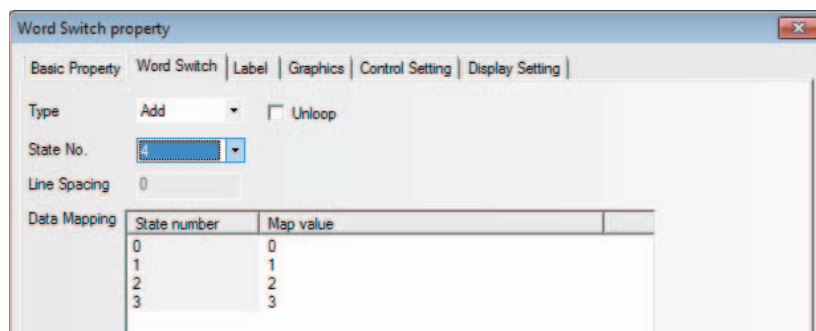 Word Switch property
Basic Property Word Switch Label Graphics Control Setting Display Setting
Type Add Unloop
State No. 4
Line Spacing 0
Data Mapping State number Map value
0 0
1 1
2 2
3 3